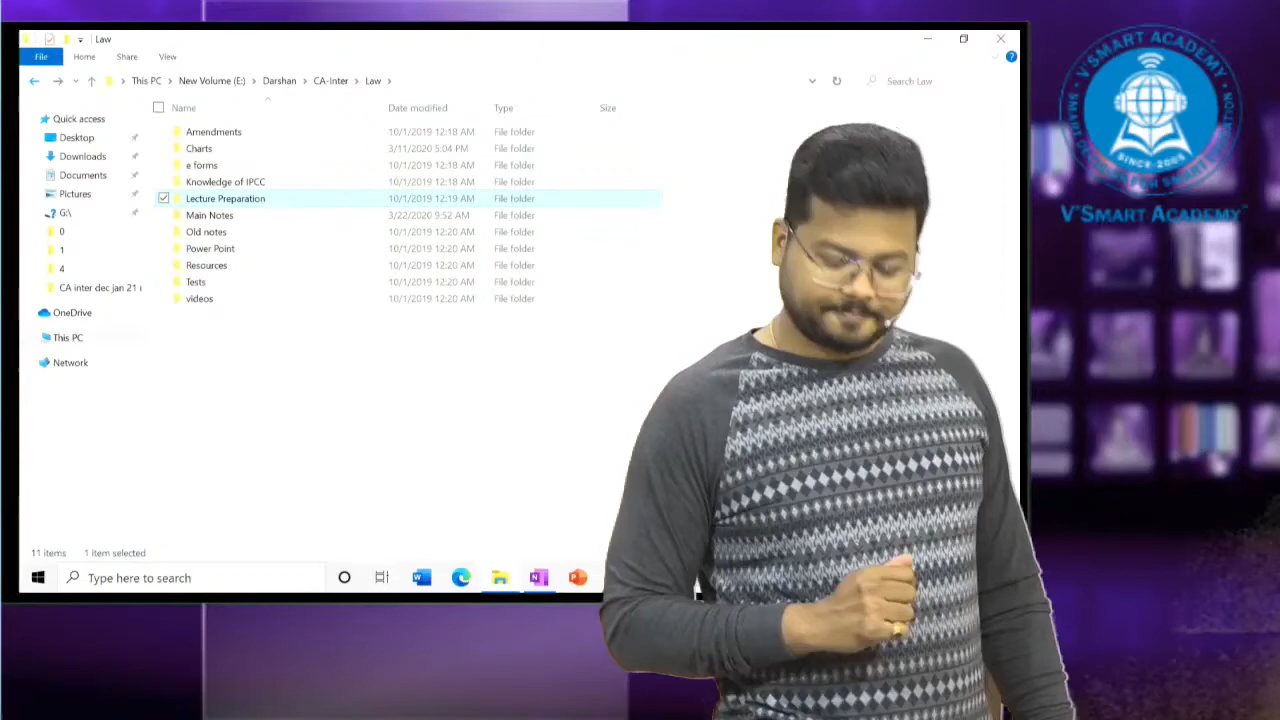 Law
File Home Share View
This PC > New Volume (E:) > Darshan > CA-Inter > Law >
Search Law
Name Date modified Type Size
Quick access
Desktop
Downloads
Documents
Pictures
G:\
0
1
4
CA inter dec jan 21 i
OneDrive
This PC
Network
Amendments 10/1/2019 12:18 AM File folder
Charts 3/11/2020 5:04 PM File folder
e forms 10/1/2019 12:18 AM File folder
Knowledge of IPCC 10/1/2019 12:18 AM File folder
Lecture Preparation 10/1/2019 12:19 AM File folder
Main Notes 3/22/2020 9:52 AM File folder
Old notes 10/1/2019 12:20 AM File folder
Power Point 10/1/2019 12:20 AM File folder
Resources 10/1/2019 12:20 AM File folder
Tests 10/1/2019 12:20 AM File folder
videos 10/1/2019 12:20 AM File folder
11 items 1 item selected
Type here to search
V'SMART ACADEMY
SINCE-2005
V'SMART ACADEMY